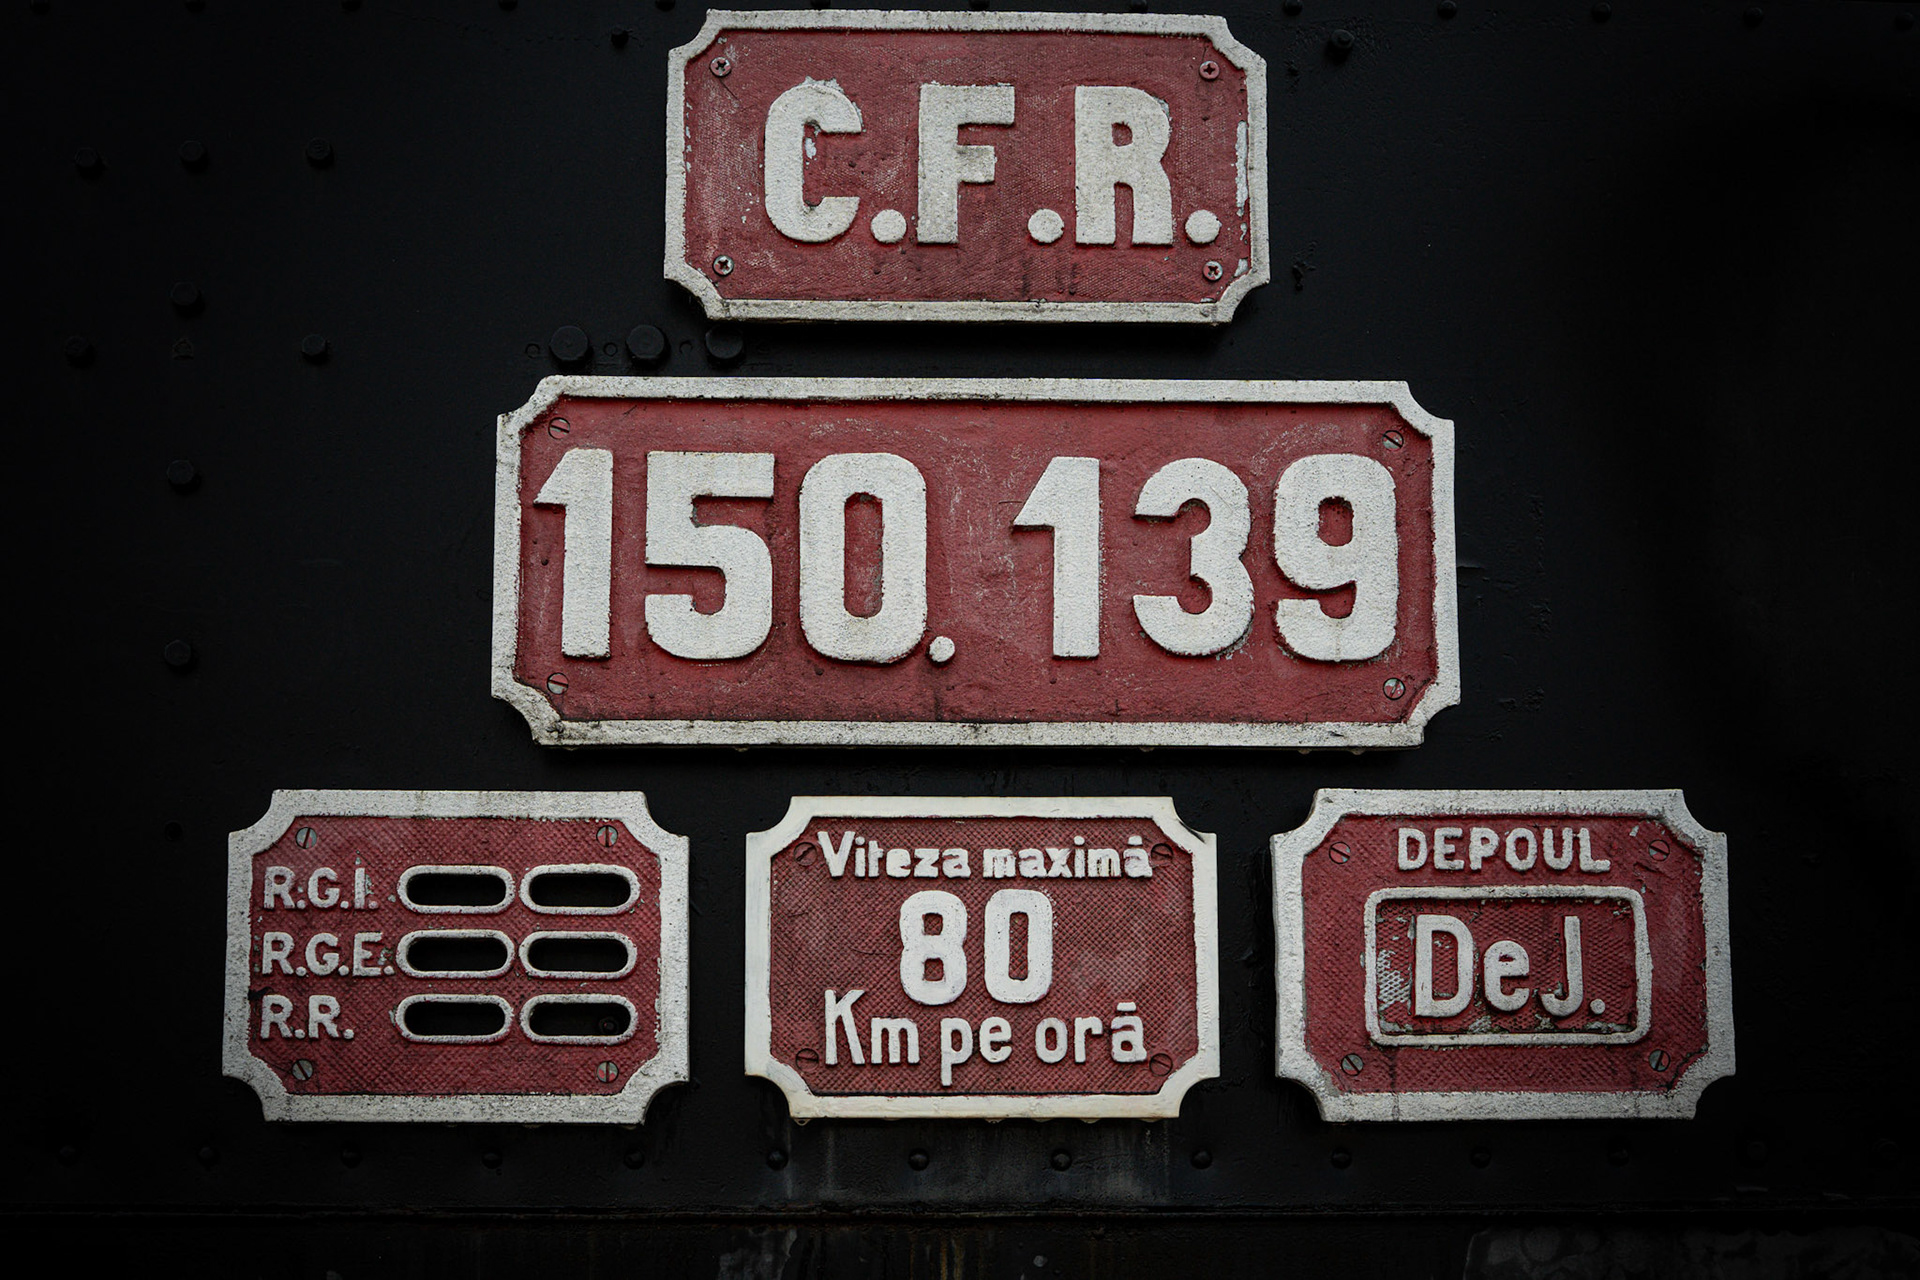 C.F.R.
150.139
R.G.I.
R.G.E.
R.R.
Viteza maximă
80
Km pe oră
DEPOUL
DeJ.